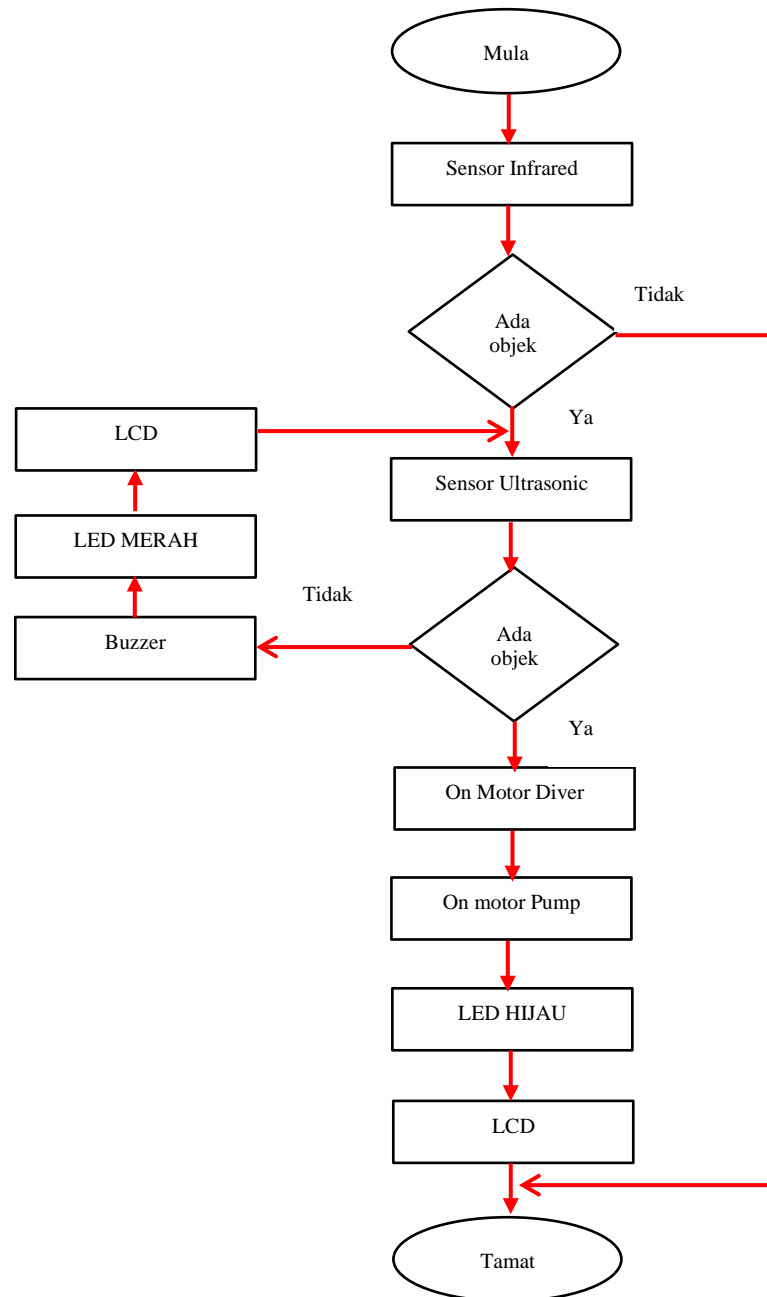 Mula
Sensor Infrared
Ada
objek
Tidak
Ya
LCD
Sensor Ultrasonic
LED MERAH
Tidak
Buzzer
Ada
objek
Ya
On Motor Diver
On motor Pump
LED HIJAU
LCD
Tamat